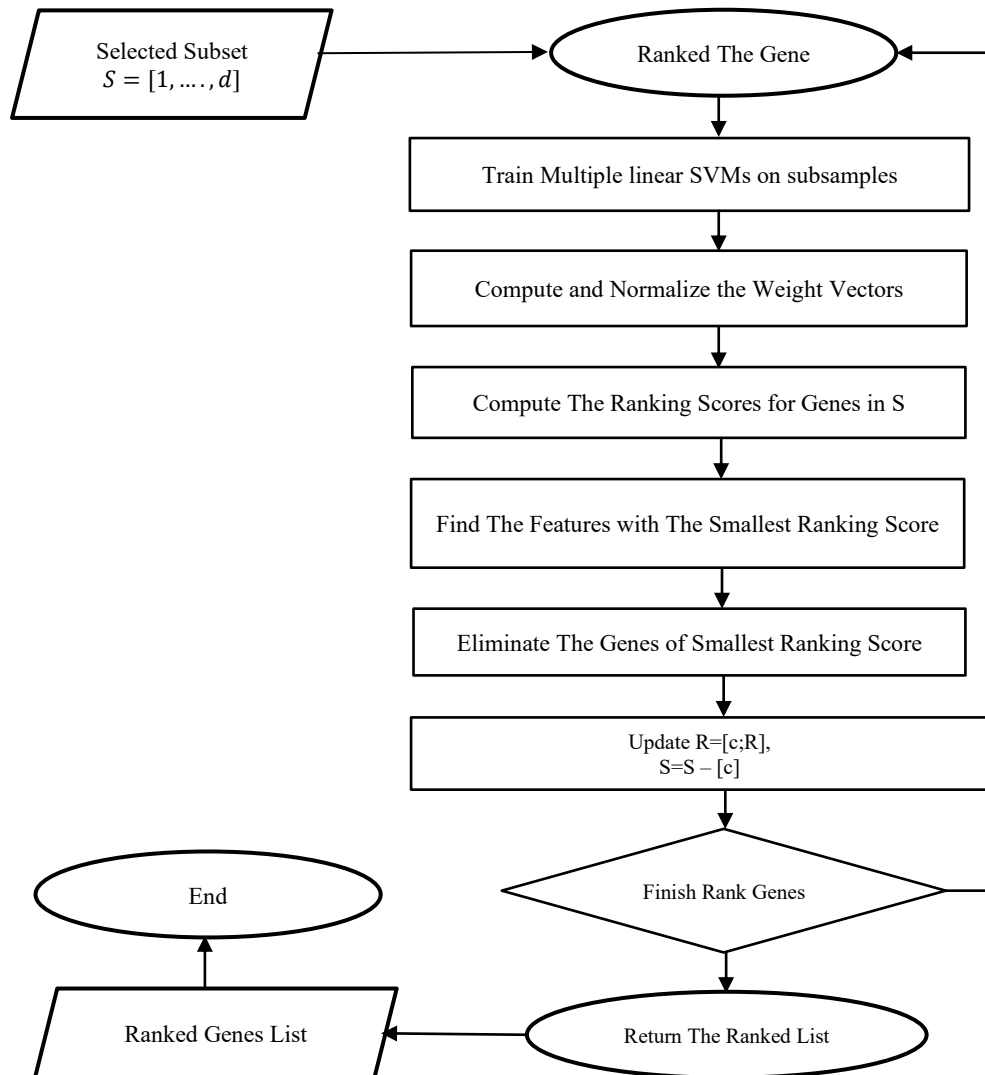 Selected Subset
𝑆 = [1, … . , 𝑑]
Ranked The Gene
Train Multiple linear SVMs on subsamples
Compute and Normalize the Weight Vectors
Compute The Ranking Scores for Genes in S
Find The Features with The Smallest Ranking Score
Eliminate The Genes of Smallest Ranking Score
Update R=[c;R],
S=S – [c]
Finish Rank Genes
End
Ranked Genes List
Return The Ranked List